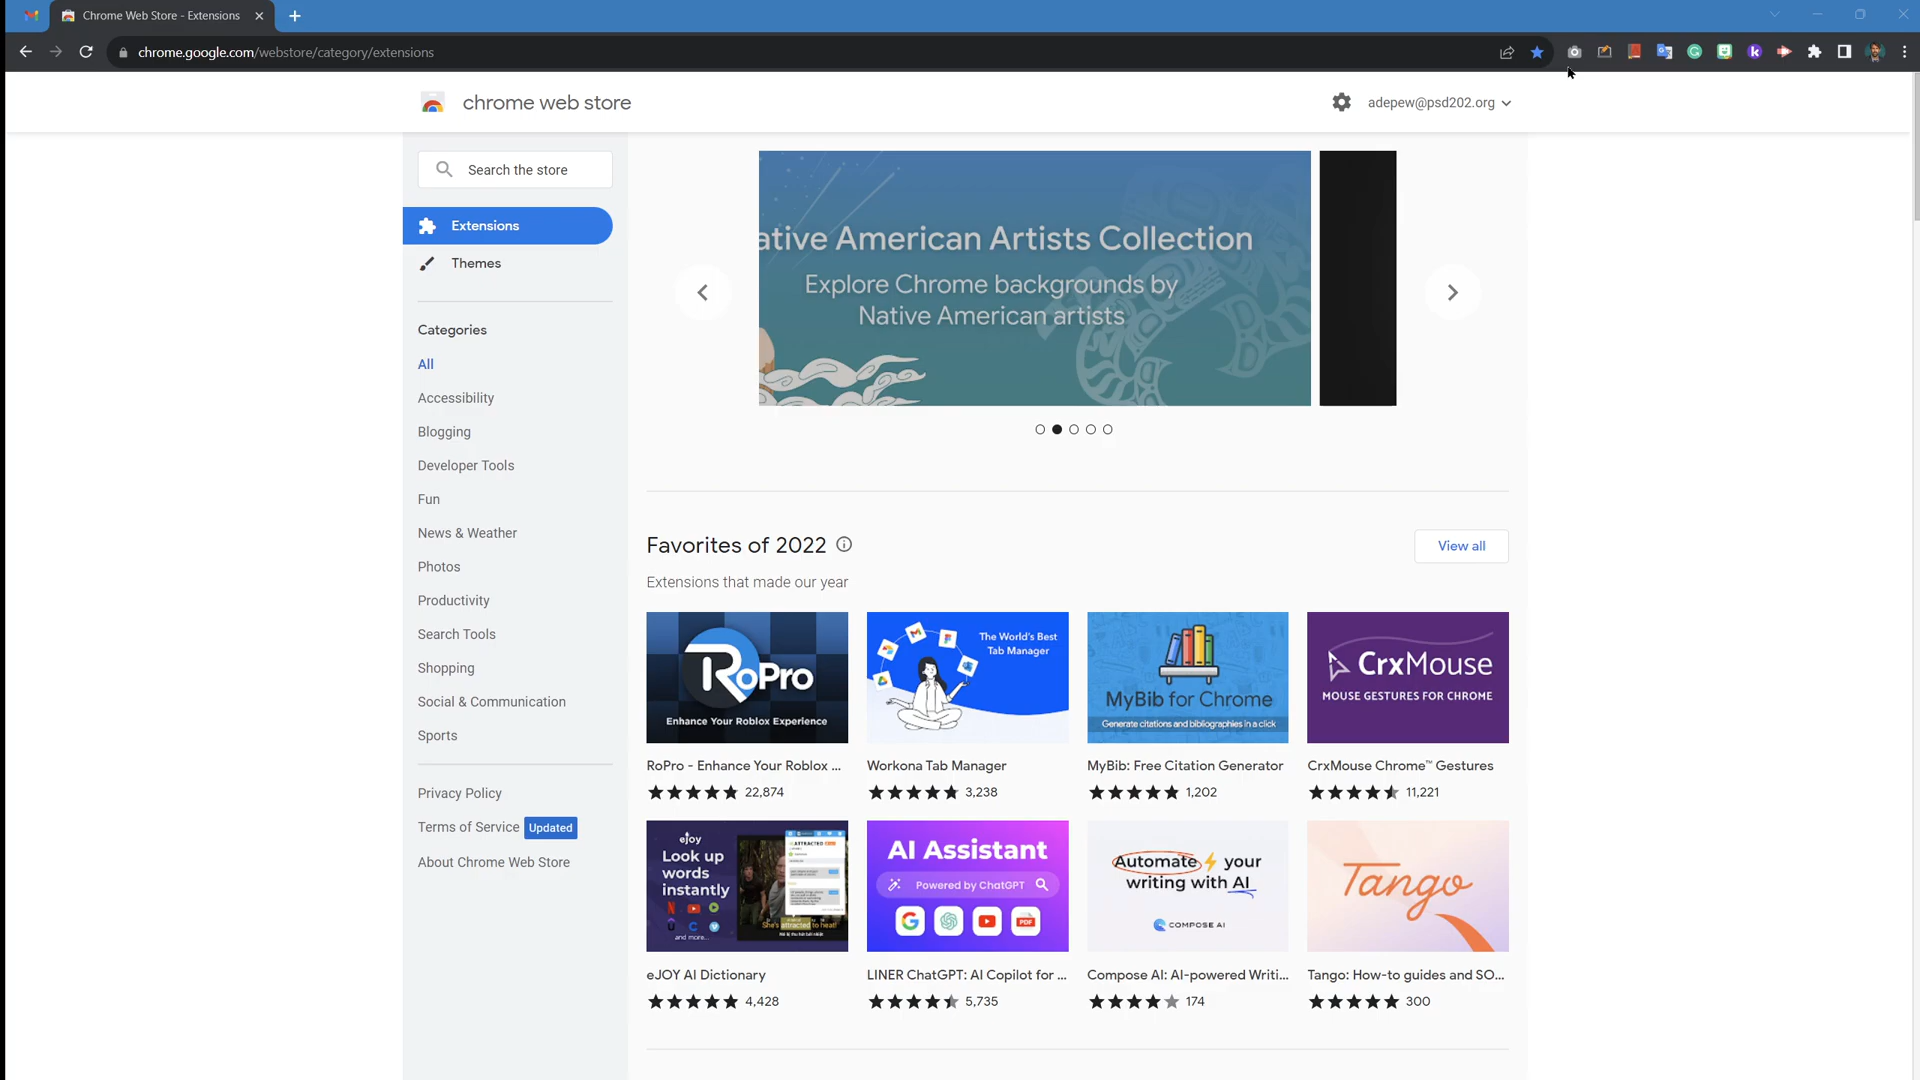 Chrome Web Store - Extensions
chrome.google.com/webstore/category/extensions
chrome web store
adepew@psd202.org
Search the store
Extensions
Themes
Categories
All
Accessibility
Blogging
Developer Tools
Fun
News & Weather
Photos
Productivity
Search Tools
Shopping
Social & Communication
Sports
Privacy Policy
Terms of Service Updated
About Chrome Web Store
ative American Artists Collection
Explore Chrome backgrounds by
Native American artists
Favorites of 2022
View all
Extensions that made our year
RoPro
Enhance Your Roblox Experience
The World's Best
Tab Manager
MyBib for Chrome
Generate citations and bibliographies in a click
CrxMouse
MOUSE GESTURES FOR CHROME
RoPro - Enhance Your Roblox ...
22,874
Workona Tab Manager
3,238
MyBib: Free Citation Generator
1,202
CrxMouse Chrome™ Gestures
11,221
eJOY
Look up
words
instantly
and more...
ATTRACTED
She's attracted to heat!
AI Assistant
Powered by ChatGPT
PDF
Automate⚡your
writing with AI
COMPOSE AI
Tango
eJOY AI Dictionary
4,428
LINER ChatGPT: AI Copilot for ...
5,735
Compose AI: AI-powered Writi...
174
Tango: How-to guides and SO...
300